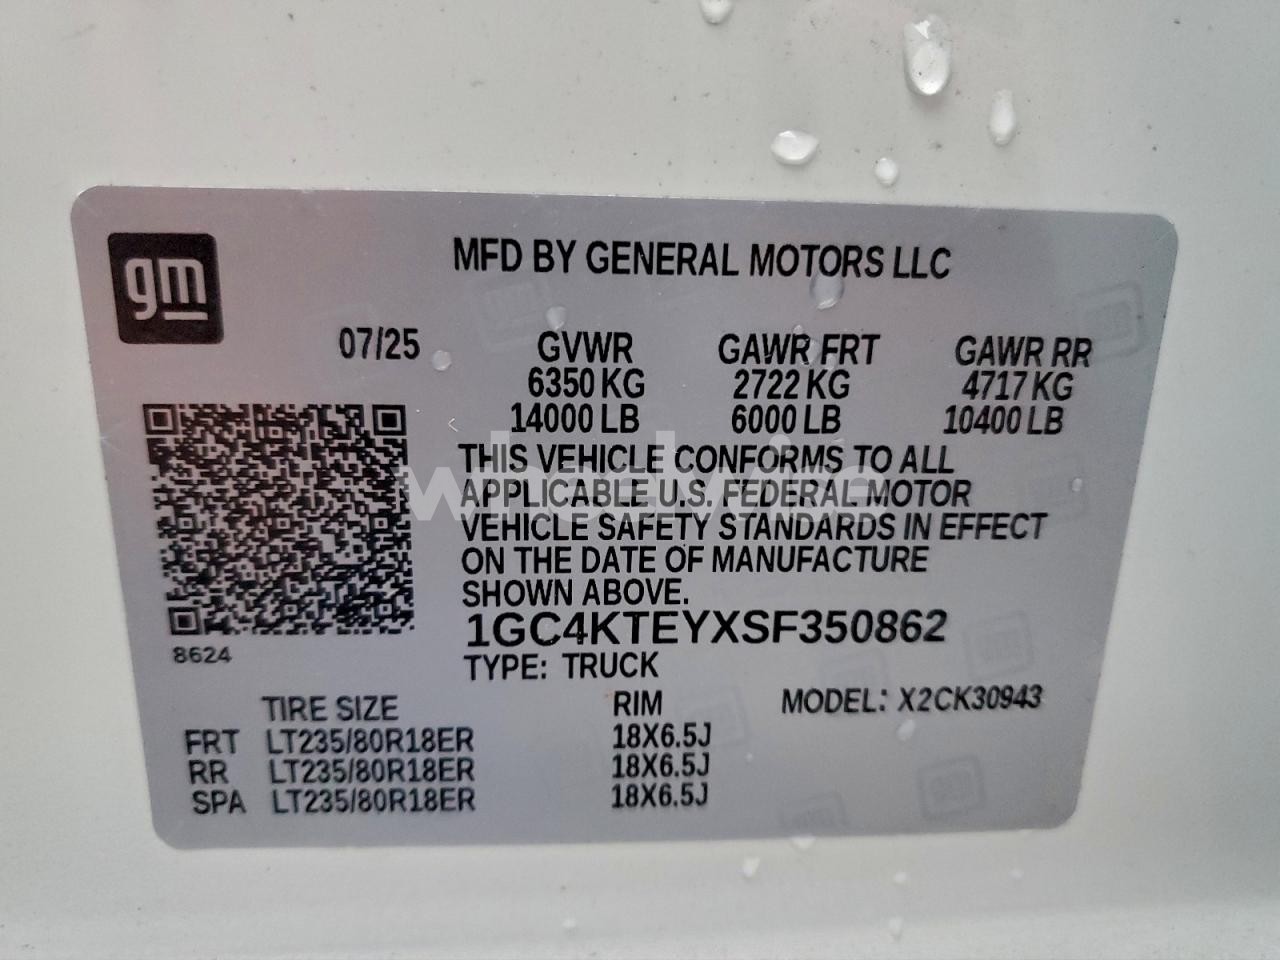 gm
MFD BY GENERAL MOTORS LLC
07/25 GVWR GAWR FRT GAWR RR
6350 KG 2722 KG 4717 KG
14000 LB 6000 LB 10400 LB
THIS VEHICLE CONFORMS TO ALL
APPLICABLE U.S. FEDERAL MOTOR
VEHICLE SAFETY STANDARDS IN EFFECT
ON THE DATE OF MANUFACTURE
SHOWN ABOVE.
1GC4KTEYXSF350862
8624
TYPE: TRUCK
TIRE SIZE RIM MODEL: X2CK30943
FRT LT235/80R18ER 18X6.5J
RR LT235/80R18ER 18X6.5J
SPA LT235/80R18ER 18X6.5J